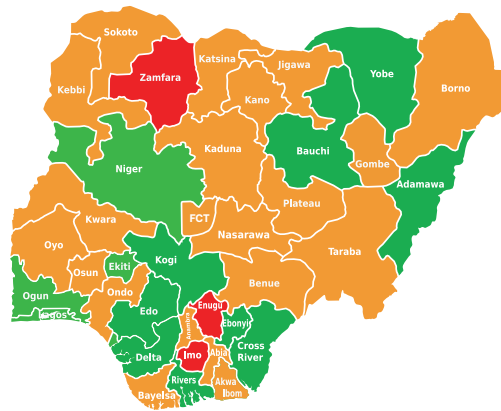 Sokoto
Katsina
Jigawa
Yobe
Borno
Zamfara
Kebbi
Kano
Kaduna
Bauchi
Gombe
Niger
Adamawa
Plateau
FCT
Kwara
Nasarawa
Oyo
Taraba
Kogi
Ekiti
Osun
Benue
Ogun
Ondo
Lagos
Edo
Enugu
Anambra
Ebonyi
Delta
Imo
Abia
Cross
River
Rivers
Bayelsa
Akwa
Ibom